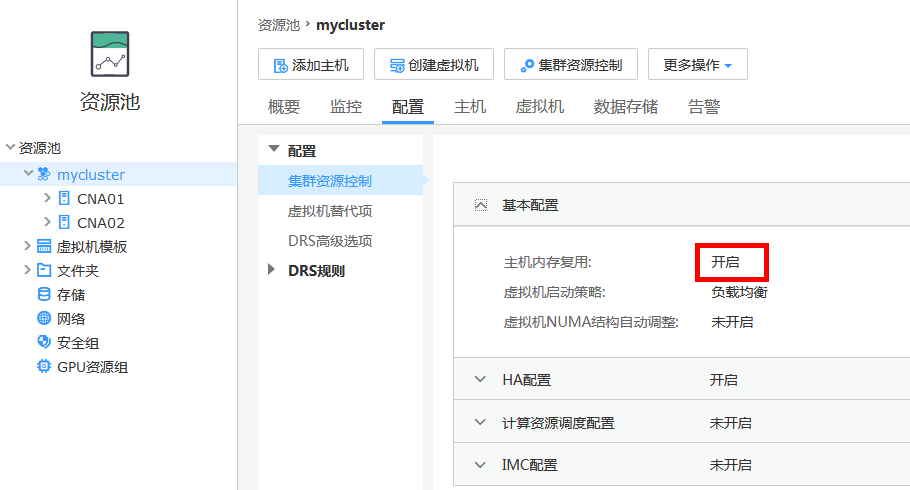 资源池
资源池
mycluster
CNA01
CNA02
虚拟机模板
文件夹
存储
网络
安全组
GPU资源组
资源池 > mycluster
添加主机 创建虚拟机 集群资源控制 更多操作
概要 监控 配置 主机 虚拟机 数据存储 告警
配置
集群资源控制
虚拟机替代项
DRS高级选项
DRS规则
基本配置
主机内存复用: 开启
虚拟机启动策略: 负载均衡
虚拟机NUMA结构自动调整: 未开启
HA配置 开启
计算资源调度配置 未开启
IMC配置 未开启